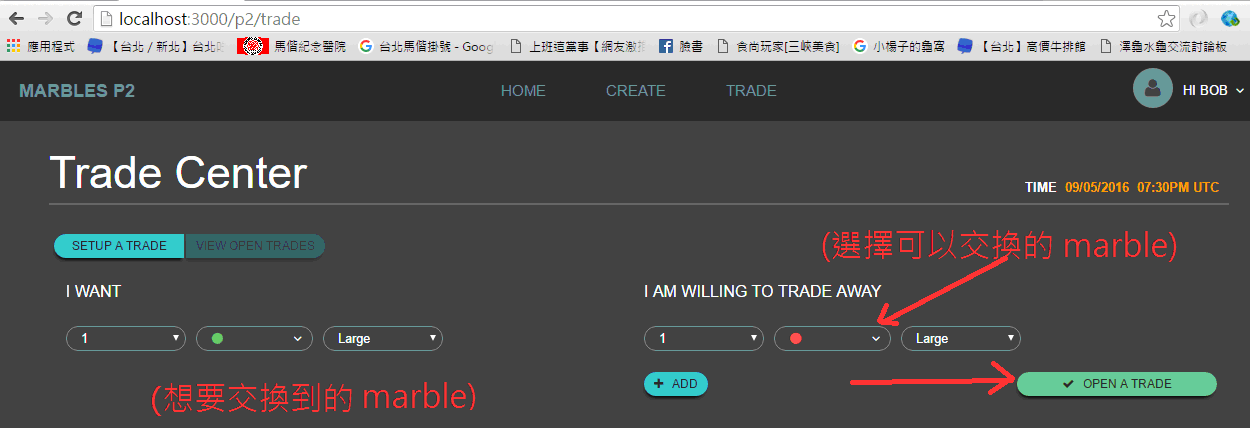 localhost:3000/p2/trade
應用程式 【台北 / 新北】台北 馬偕紀念醫院 台北馬偕掛號 - Goog 上班這黨事【網友激 臉書 食尚玩家[三峽美食] 小楊子的龜窩 【台北】高價牛排館 澤龜水龜交流討論板
MARBLES P2 HOME CREATE TRADE HI BOB
Trade Center
TIME 09/05/2016 07:30PM UTC
SETUP A TRADE VIEW OPEN TRADES
(選擇可以交換的 marble)
I WANT I AM WILLING TO TRADE AWAY
1 Large 1 Large
ADD OPEN A TRADE
(想要交換到的 marble)